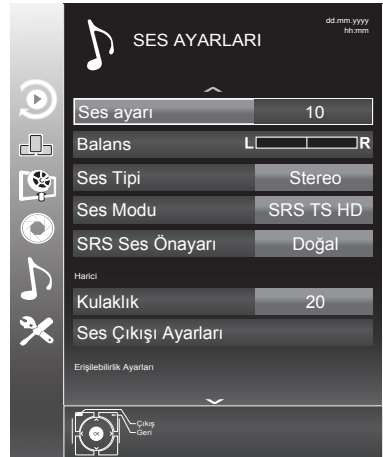 SES AYARLARI
dd.mm.yyyy
hh:mm
Ses ayarı 10
Balans L R
Ses Tipi Stereo
Ses Modu SRS TS HD
SRS Ses Önayarı Doğal
Harici
Kulaklık 20
Ses Çıkışı Ayarları
Erişilebilirlik Ayarları
OK
Çıkış
Geri